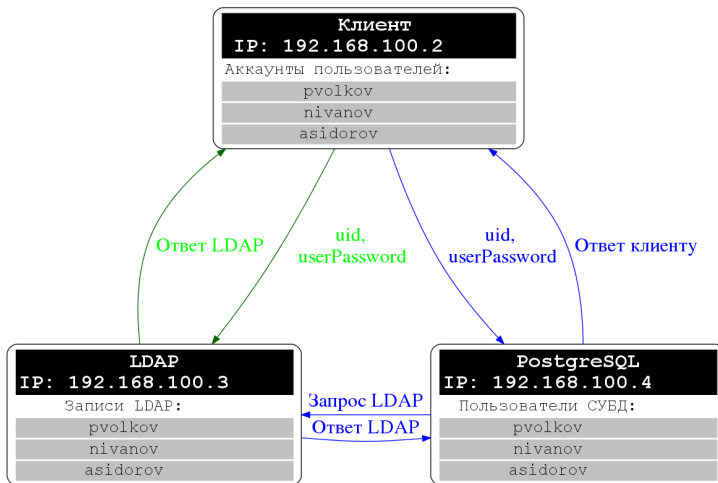 Клиент
IP: 192.168.100.2
Аккаунты пользователей:
pvolkov
nivanov
asidorov
Ответ LDAP
uid,
userPassword
uid,
userPassword
Ответ клиенту
LDAP
IP: 192.168.100.3
Записи LDAP:
pvolkov
nivanov
asidorov
Запрос LDAP
Ответ LDAP
PostgreSQL
IP: 192.168.100.4
Пользователи СУБД:
pvolkov
nivanov
asidorov